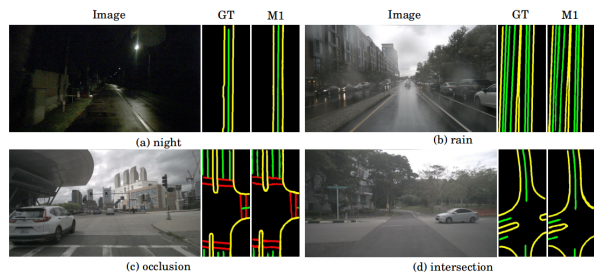 Image GT M1 Image GT M1
(a) night (b) rain
(c) occlusion (d) intersection